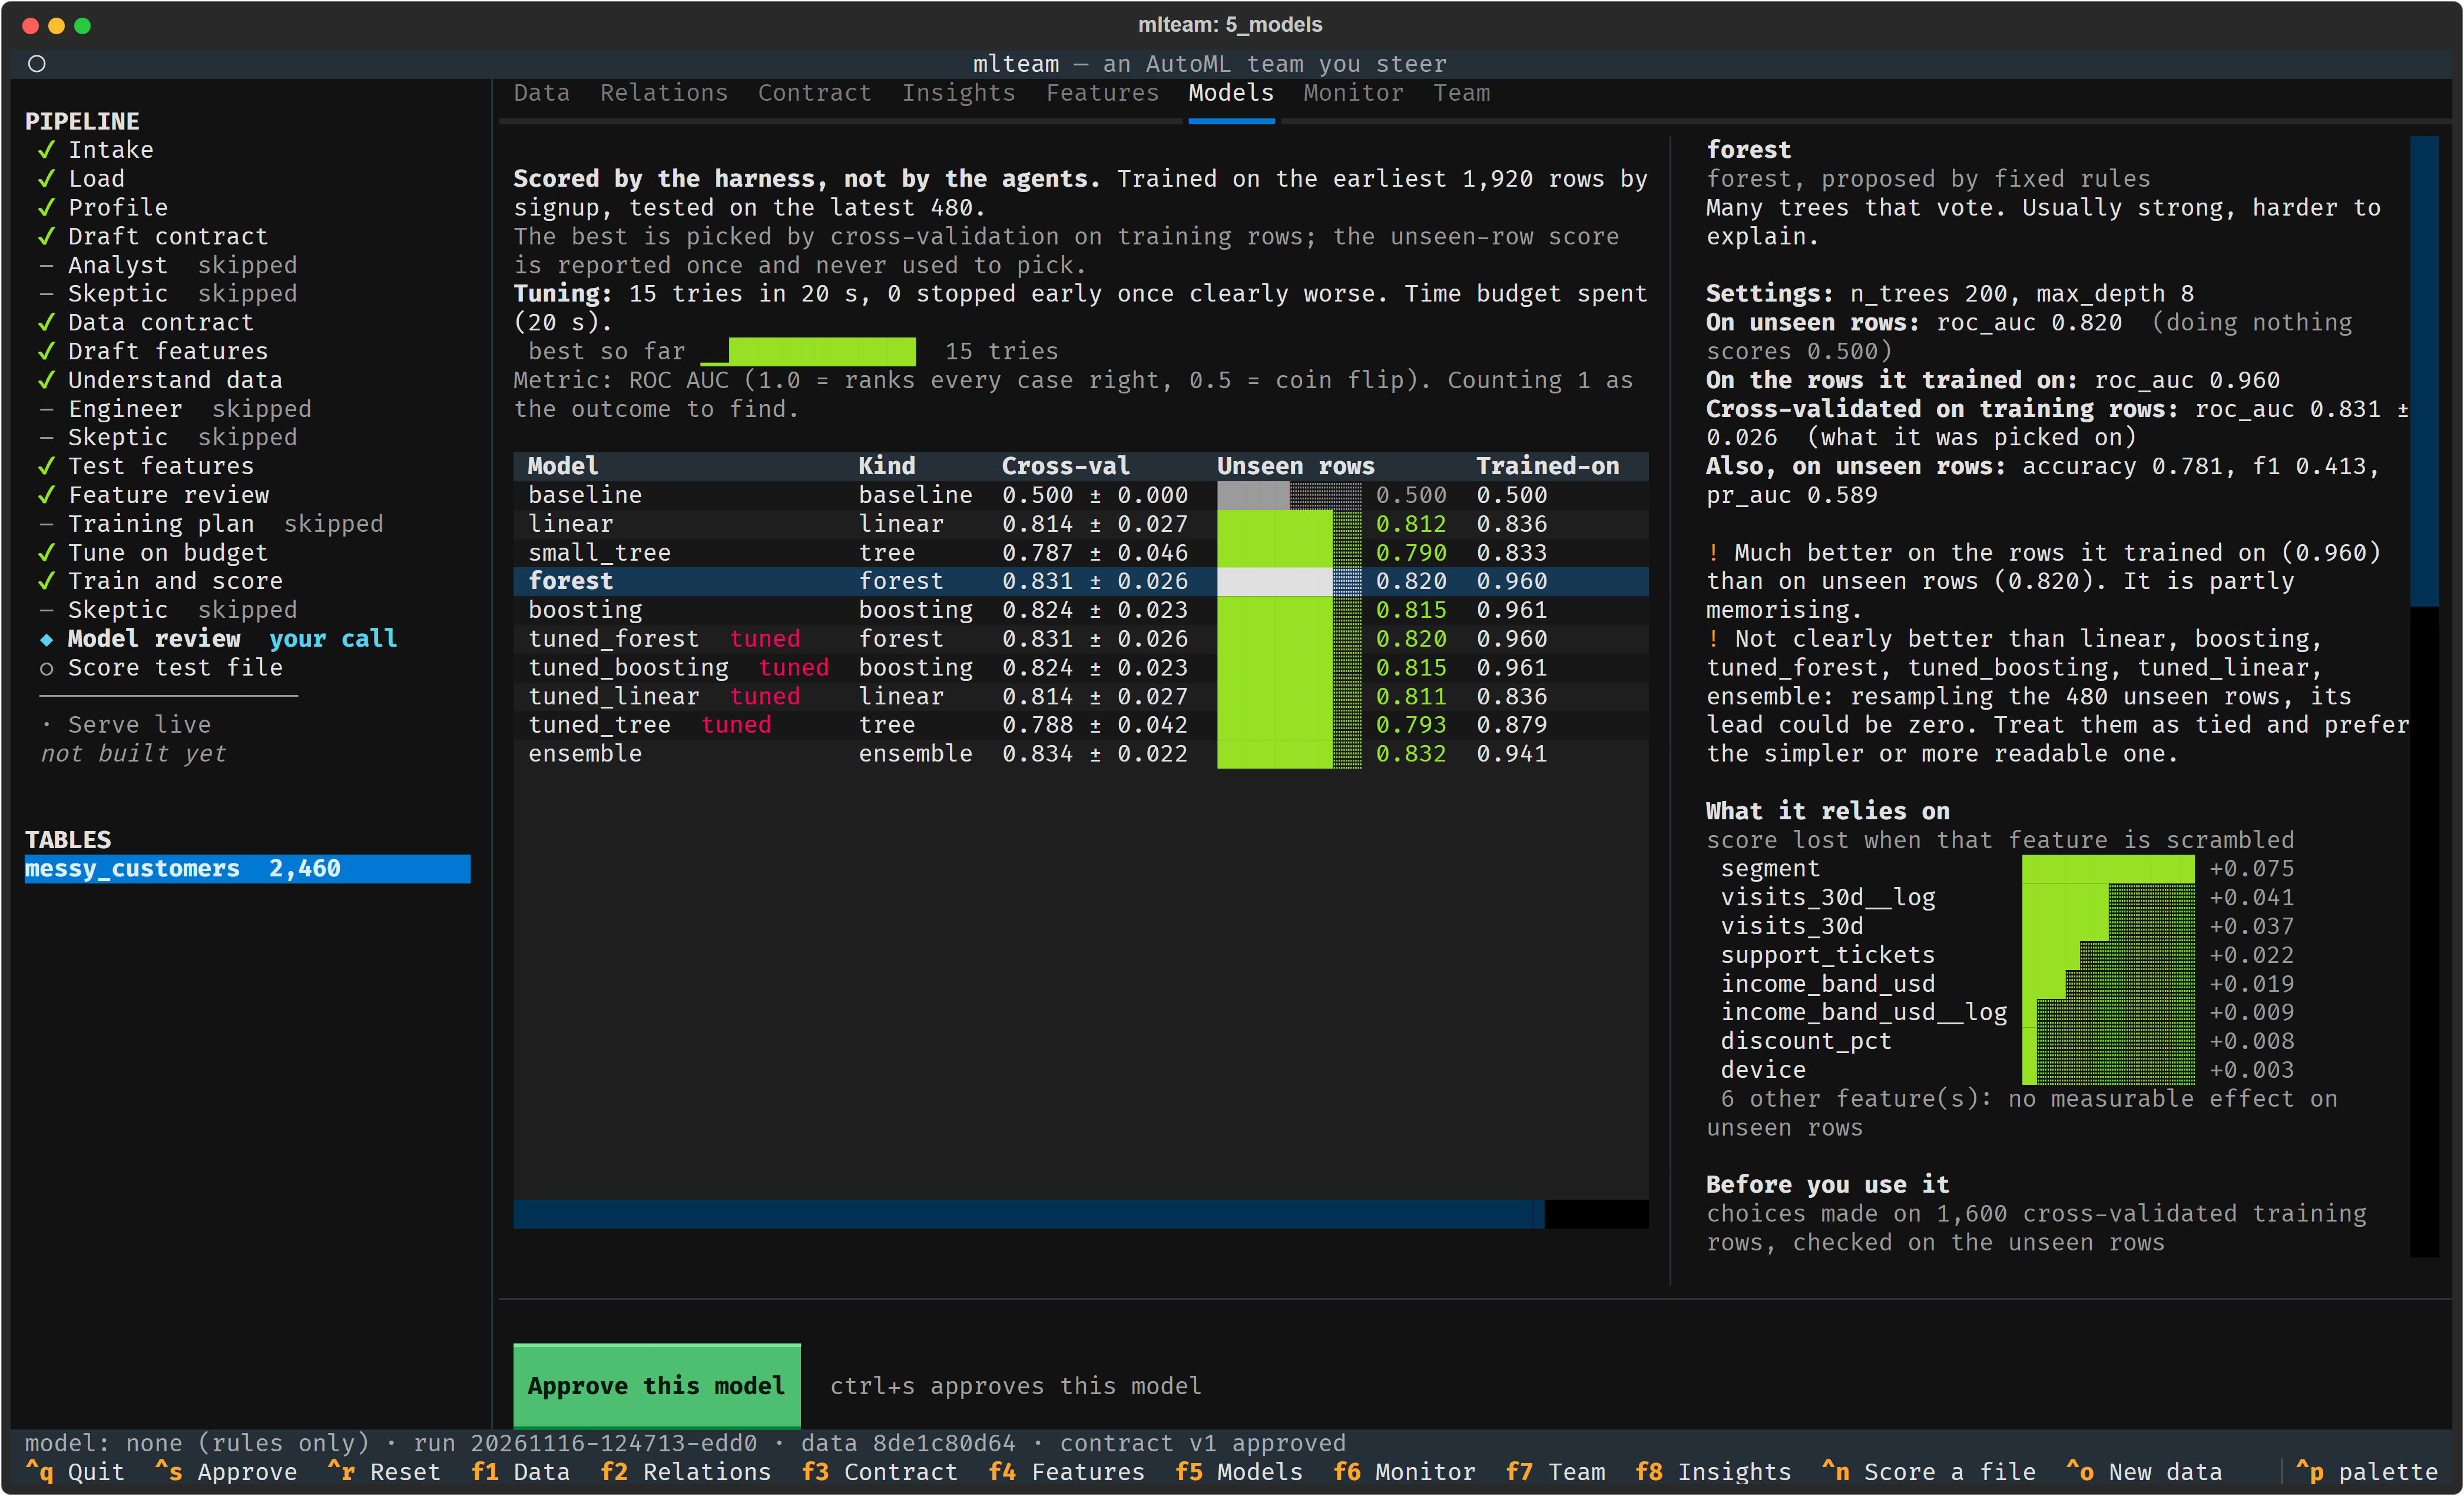 mlteam: 5_models
mlteam — an AutoML team you steer
Data Relations Contract Insights Features Models Monitor Team
PIPELINE
✓ Intake
✓ Load
✓ Profile
✓ Draft contract
— Analyst skipped
— Skeptic skipped
✓ Data contract
✓ Draft features
✓ Understand data
— Engineer skipped
— Skeptic skipped
✓ Test features
✓ Feature review
— Training plan skipped
✓ Tune on budget
✓ Train and score
— Skeptic skipped
◆ Model review your call
○ Score test file
· Serve live
not built yet
TABLES
messy_customers 2,460
Scored by the harness, not by the agents. Trained on the earliest 1,920 rows by
signup, tested on the latest 480.
The best is picked by cross-validation on training rows; the unseen-row score
is reported once and never used to pick.
Tuning: 15 tries in 20 s, 0 stopped early once clearly worse. Time budget spent
(20 s).
best so far 15 tries
Metric: ROC AUC (1.0 = ranks every case right, 0.5 = coin flip). Counting 1 as
the outcome to find.
Model Kind Cross-val Unseen rows Trained-on
baseline baseline 0.500 ± 0.000 0.500 0.500
linear linear 0.814 ± 0.027 0.812 0.836
small_tree tree 0.787 ± 0.046 0.790 0.833
forest forest 0.831 ± 0.026 0.820 0.960
boosting boosting 0.824 ± 0.023 0.815 0.961
tuned_forest tuned forest 0.831 ± 0.026 0.820 0.960
tuned_boosting tuned boosting 0.824 ± 0.023 0.815 0.961
tuned_linear tuned linear 0.814 ± 0.027 0.811 0.836
tuned_tree tuned tree 0.788 ± 0.042 0.793 0.879
ensemble ensemble 0.834 ± 0.022 0.832 0.941
forest
forest, proposed by fixed rules
Many trees that vote. Usually strong, harder to
explain.
Settings: n_trees 200, max_depth 8
On unseen rows: roc_auc 0.820 (doing nothing
scores 0.500)
On the rows it trained on: roc_auc 0.960
Cross-validated on training rows: roc_auc 0.831 ±
0.026 (what it was picked on)
Also, on unseen rows: accuracy 0.781, f1 0.413,
pr_auc 0.589
! Much better on the rows it trained on (0.960)
than on unseen rows (0.820). It is partly
memorising.
! Not clearly better than linear, boosting,
tuned_forest, tuned_boosting, tuned_linear,
ensemble: resampling the 480 unseen rows, its
lead could be zero. Treat them as tied and prefer
the simpler or more readable one.
What it relies on
score lost when that feature is scrambled
segment +0.075
visits_30d__log +0.041
visits_30d +0.037
support_tickets +0.022
income_band_usd +0.019
income_band_usd__log +0.009
discount_pct +0.008
device +0.003
6 other feature(s): no measurable effect on
unseen rows
Before you use it
choices made on 1,600 cross-validated training
rows, checked on the unseen rows
Approve this model ctrl+s approves this model
model: none (rules only) · run 20261116-124713-edd0 · data 8de1c80d64 · contract v1 approved
^q Quit ^s Approve ^r Reset f1 Data f2 Relations f3 Contract f4 Features f5 Models f6 Monitor f7 Team f8 Insights ^n Score a file ^o New data ^p palette